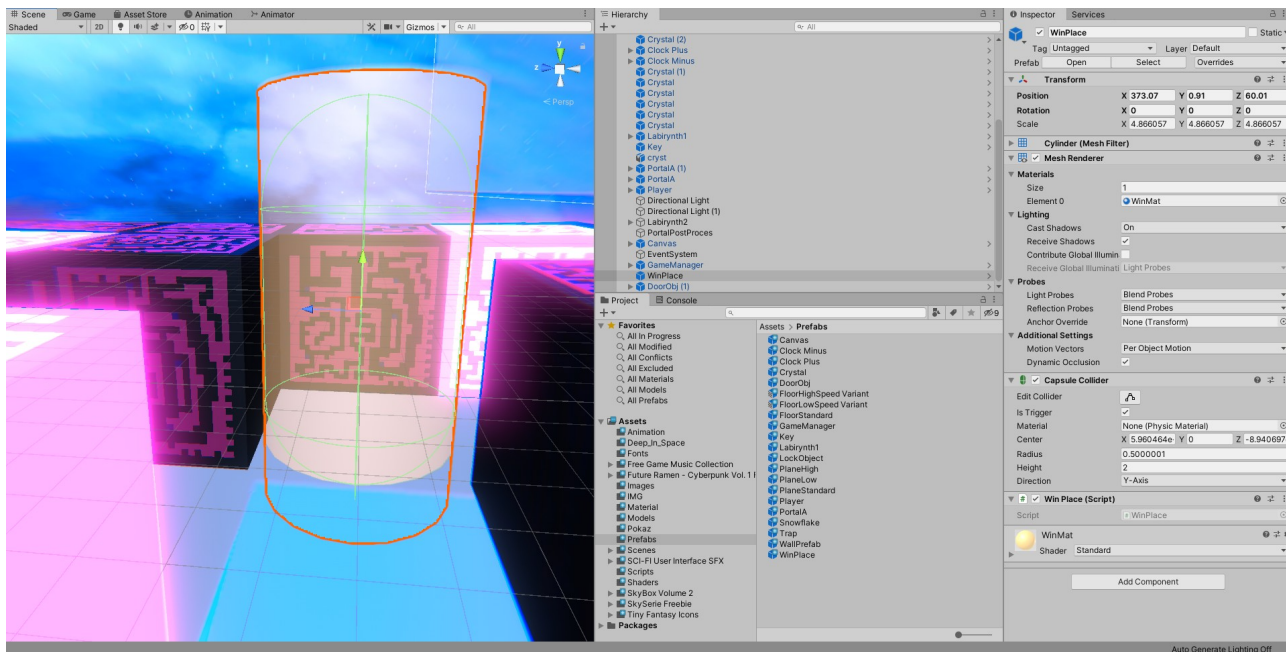 Scene Game Asset Store Animation Animator
Shaded 2D 0 Gizmos All
y
z
Persp
Hierarchy
All
Crystal (2)
Clock Plus
Clock Minus
Crystal (1)
Crystal
Crystal
Crystal
Crystal
Crystal
Labirynth1
Key
cryst
PortalA (1)
PortalA
Player
Directional Light
Directional Light (1)
Labirynth2
PortalPostProces
Canvas
EventSystem
GameManager
WinPlace
DoorObj (1)
Project Console
9
Favorites
All In Progress
All Modified
All Conflicts
All Excluded
All Materials
All Models
All Prefabs
Assets
Animation
Deep_In_Space
Fonts
Free Game Music Collection
Future Ramen - Cyberpunk Vol. 1 F
Images
IMG
Material
Models
Pokaz
Prefabs
Scenes
SCI-FI User Interface SFX
Scripts
Shaders
SkyBox Volume 2
SkySerie Freebie
Tiny Fantasy Icons
Packages
Assets > Prefabs
Canvas
Clock Minus
Clock Plus
Crystal
DoorObj
FloorHighSpeed Variant
FloorLowSpeed Variant
FloorStandard
GameManager
Key
Labirynth1
LockObject
PlaneHigh
PlaneLow
PlaneStandard
Player
PortalA
Snowflake
Trap
WallPrefab
WinPlace
Inspector Services
WinPlace Static
Tag Untagged Layer Default
Prefab Open Select Overrides
Transform
Position X 373.07 Y 0.91 Z 60.01
Rotation X 0 Y 0 Z 0
Scale X 4.866057 Y 4.866057 Z 4.866057
Cylinder (Mesh Filter)
Mesh Renderer
Materials
Size 1
Element 0 WinMat
Lighting
Cast Shadows On
Receive Shadows
Contribute Global Illumin
Receive Global Illuminati Light Probes
Probes
Light Probes Blend Probes
Reflection Probes Blend Probes
Anchor Override None (Transform)
Additional Settings
Motion Vectors Per Object Motion
Dynamic Occlusion
Capsule Collider
Edit Collider
Is Trigger
Material None (Physic Material)
Center X 5.960464e- Y 0 Z -8.940697
Radius 0.5000001
Height 2
Direction Y-Axis
Win Place (Script)
Script WinPlace
WinMat
Shader Standard
Add Component
Auto Generate Lighting Off